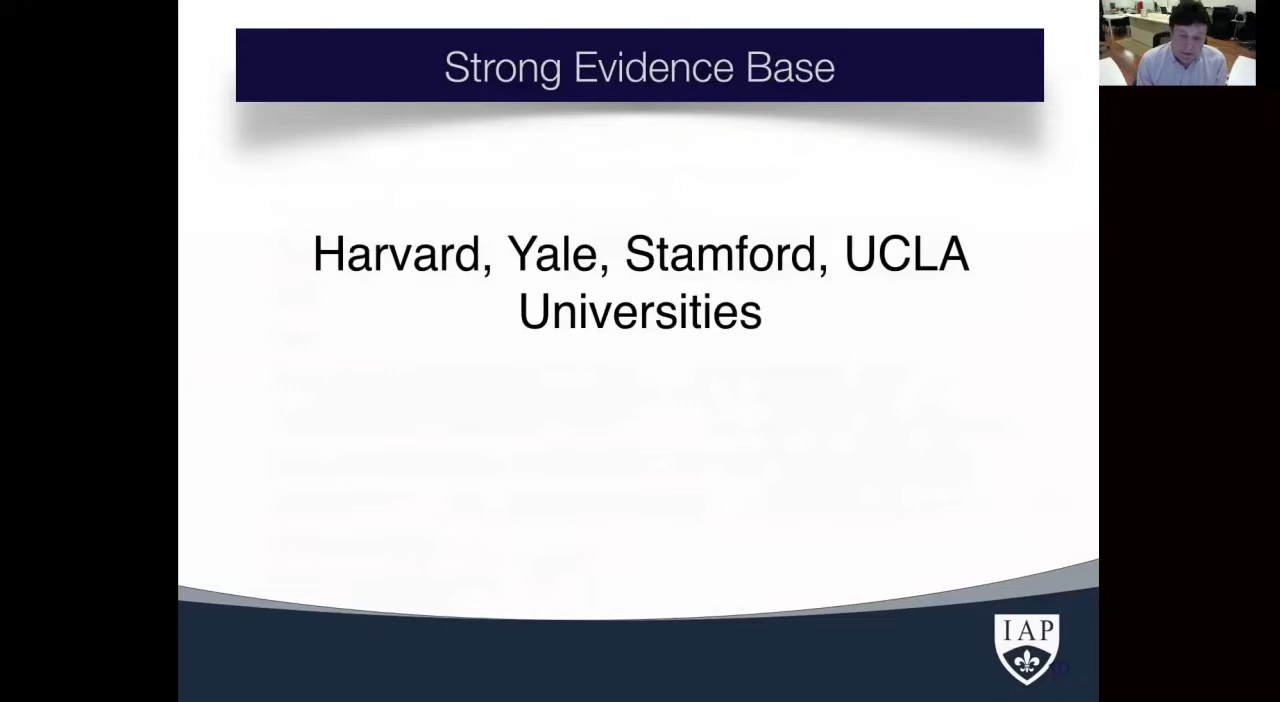 Strong Evidence Base
Harvard, Yale, Stamford, UCLA
Universities
IAP